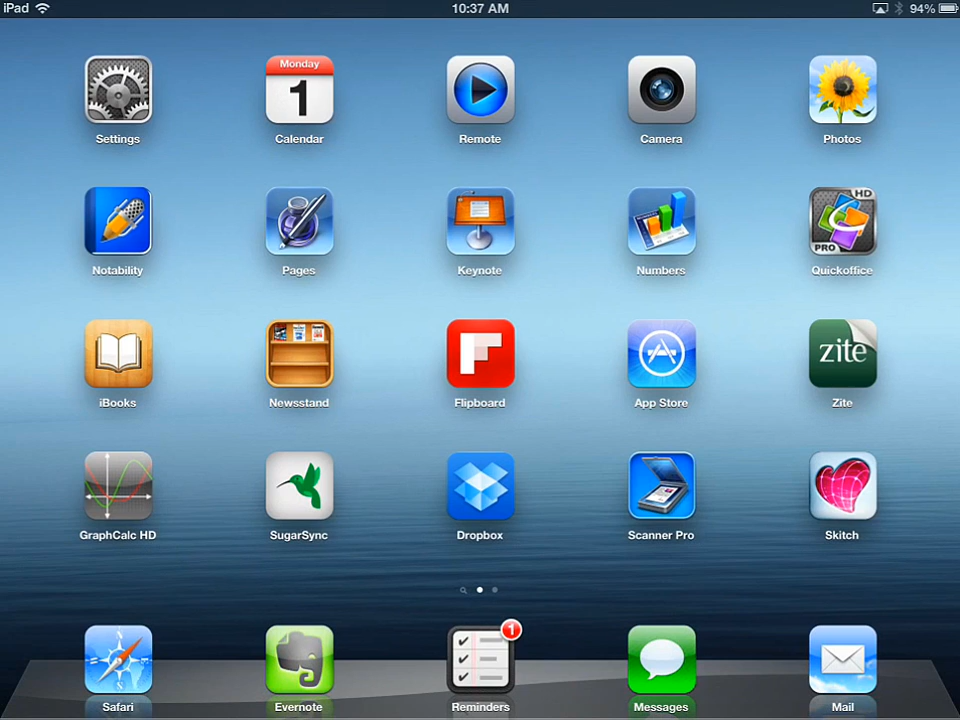 iPad 10:37 AM 94%
Monday
1
Settings Calendar Remote Camera Photos
HD
PRO
Notability Pages Keynote Numbers Quickoffice
zite
iBooks Newsstand Flipboard App Store Zite
GraphCalc HD SugarSync Dropbox Scanner Pro Skitch
1
N
W E
S
Safari Evernote Reminders Messages Mail